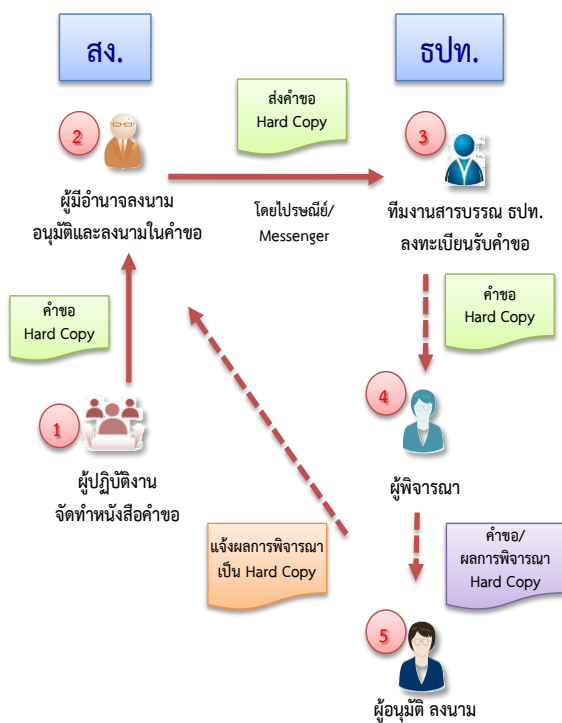 สง.
ธปท.
ส่งคำขอ
Hard Copy
2
3
ผู้มีอำนาจลงนาม
อนุมัติและลงนามในคำขอ
โดยไปรษณีย์/
Messenger
ทีมงานสารบรรณ ธปท.
ลงทะเบียนรับคำขอ
คำขอ
Hard Copy
คำขอ
Hard Copy
1
4
ผู้ปฏิบัติงาน
จัดทำหนังสือคำขอ
ผู้พิจารณา
แจ้งผลการพิจารณา
เป็น Hard Copy
คำขอ/
ผลการพิจารณา
Hard Copy
5
ผู้อนุมัติ ลงนาม